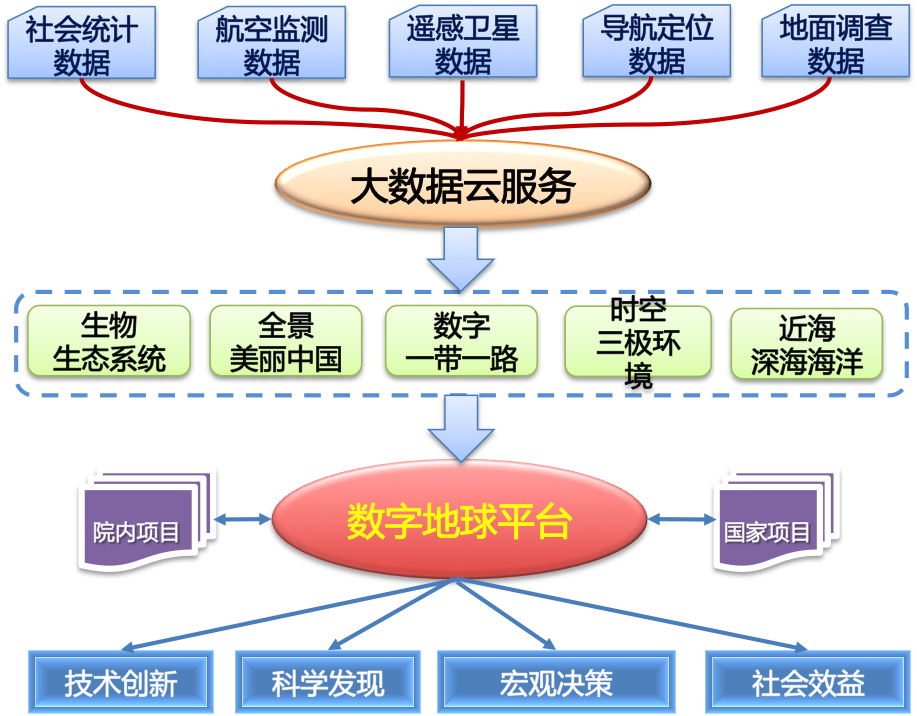 社会统计
数据
航空监测
数据
遥感卫星
数据
导航定位
数据
地面调查
数据
大数据云服务
生物
生态系统
全景
美丽中国
数字
一带一路
时空
三极环
境
近海
深海海洋
院内项目
数字地球平台
国家项目
技术创新
科学发现
宏观决策
社会效益